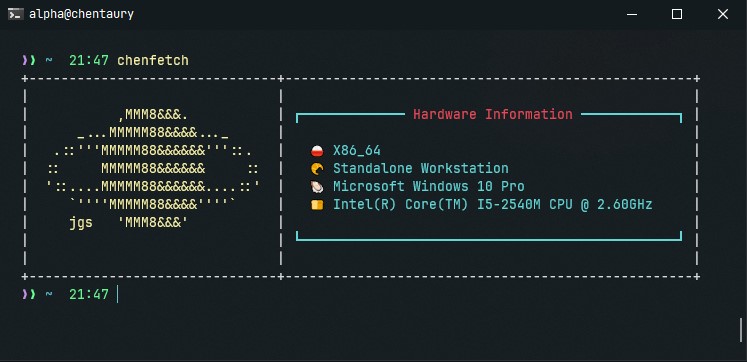 alpha@chentaury
❯❯ ~ 21:47 chenfetch
,MMM8&&&.
_...MMMMM88&&&&..._
.::'''MMMMM88&&&&&&'''::.
::     MMMMM88&&&&&&     ::
'::....MMMMM88&&&&&&....::'
`''''MMMMM88&&&&''''`
jgs   'MMM8&&&'
Hardware Information
X86_64
Standalone Workstation
Microsoft Windows 10 Pro
Intel(R) Core(TM) I5-2540M CPU @ 2.60GHz
❯❯ ~ 21:47